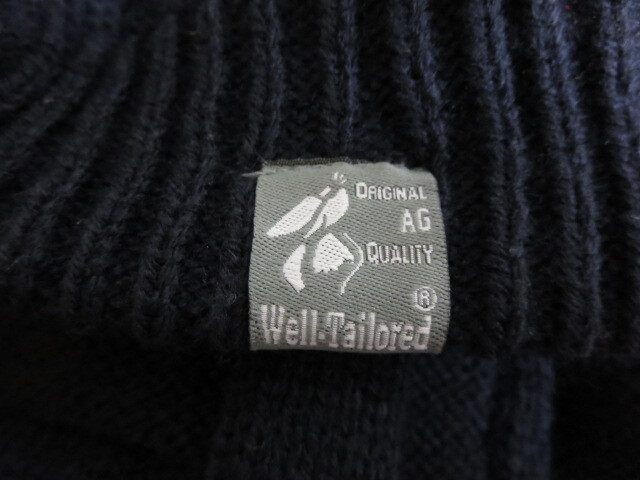 ORIGINAL
AG
QUALITY
®
Well-Tailored